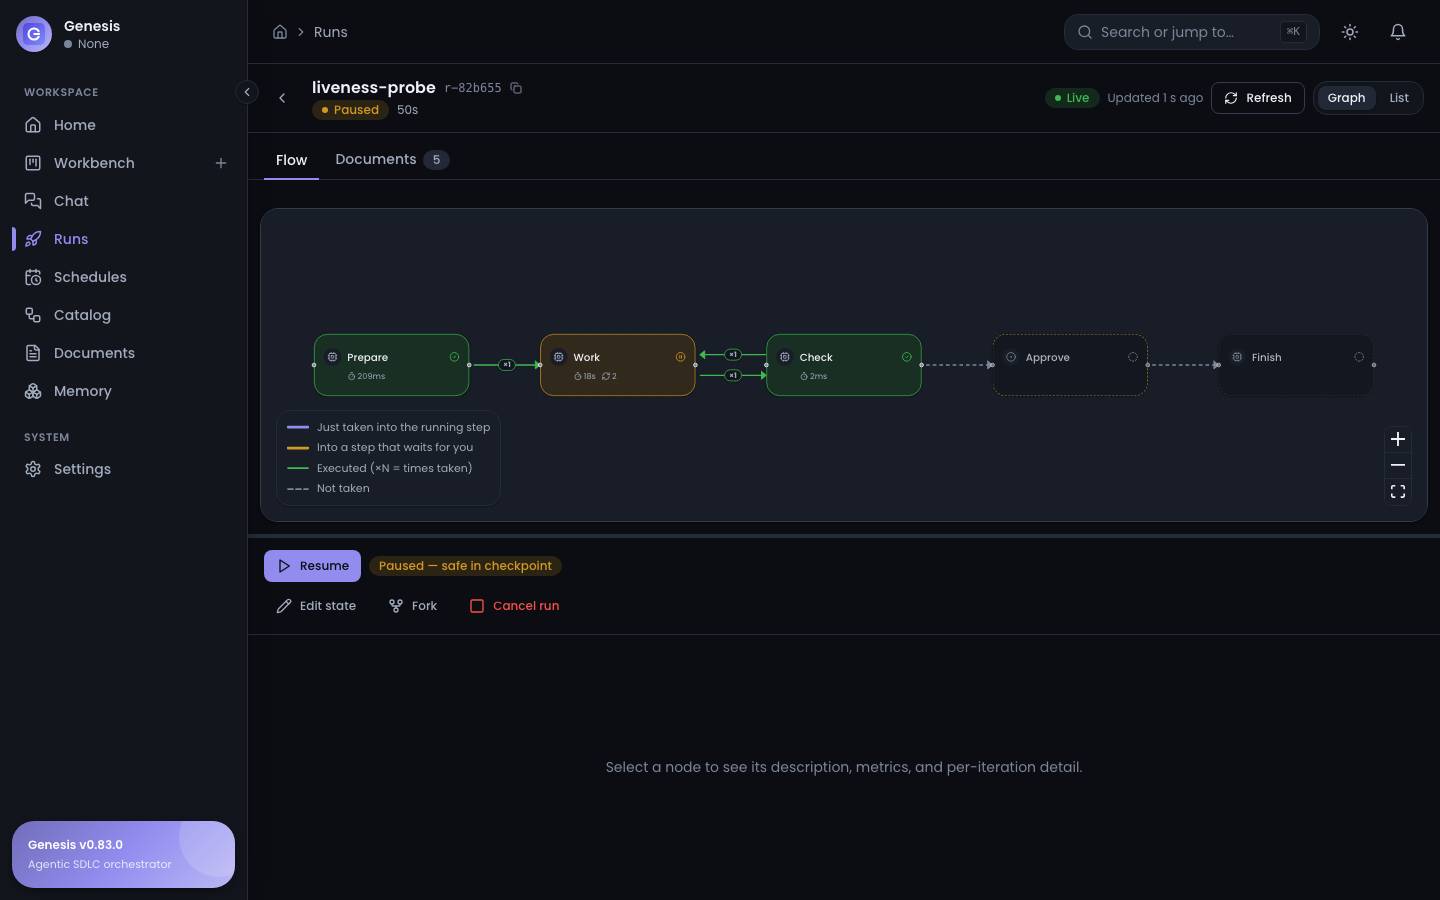 Genesis
None
WORKSPACE
Home
Workbench
Chat
Runs
Schedules
Catalog
Documents
Memory
SYSTEM
Settings
Genesis v0.83.0
Agentic SDLC orchestrator
Runs
Search or jump to... ⌘K
liveness-probe r-82b655
Paused 50s
Live Updated 1 s ago Refresh Graph List
Flow Documents 5
Prepare
209ms
×1
Work
18s 2
×1
×1
Check
2ms
Approve
Finish
Just taken into the running step
Into a step that waits for you
Executed (×N = times taken)
Not taken
Resume Paused — safe in checkpoint
Edit state Fork Cancel run
Select a node to see its description, metrics, and per-iteration detail.